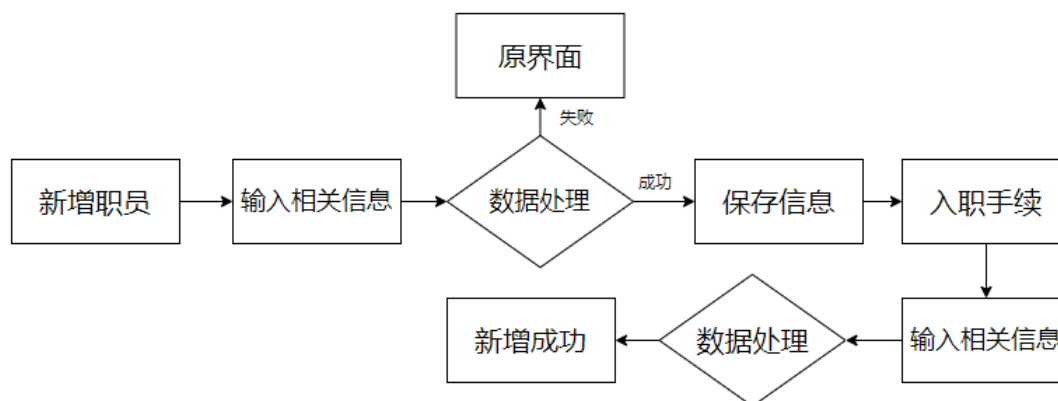 原界面
失败
新增职员
输入相关信息
数据处理
成功
保存信息
入职手续
新增成功
数据处理
输入相关信息